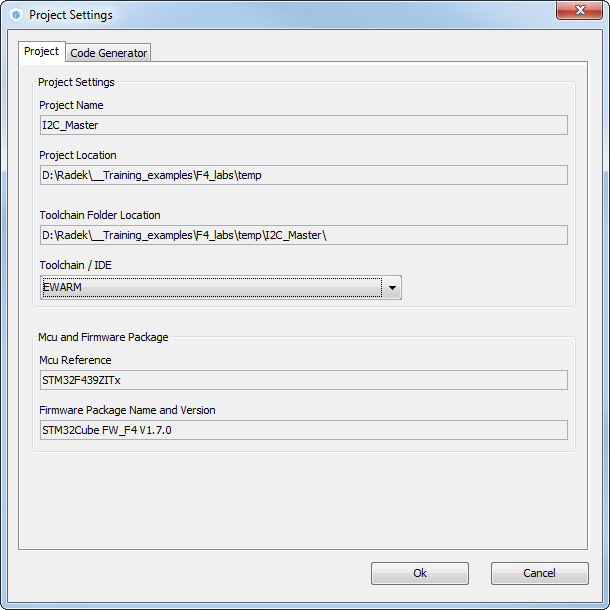 Project Settings
Project
Code Generator
Project Settings
Project Name
I2C_Master
Project Location
D:\Radek\__Training_examples\F4_labs\temp
Toolchain Folder Location
D:\Radek\__Training_examples\F4_labs\temp\I2C_Master\
Toolchain / IDE
EWARM
Mcu and Firmware Package
Mcu Reference
STM32F439ZITx
Firmware Package Name and Version
STM32Cube FW_F4 V1.7.0
Ok
Cancel